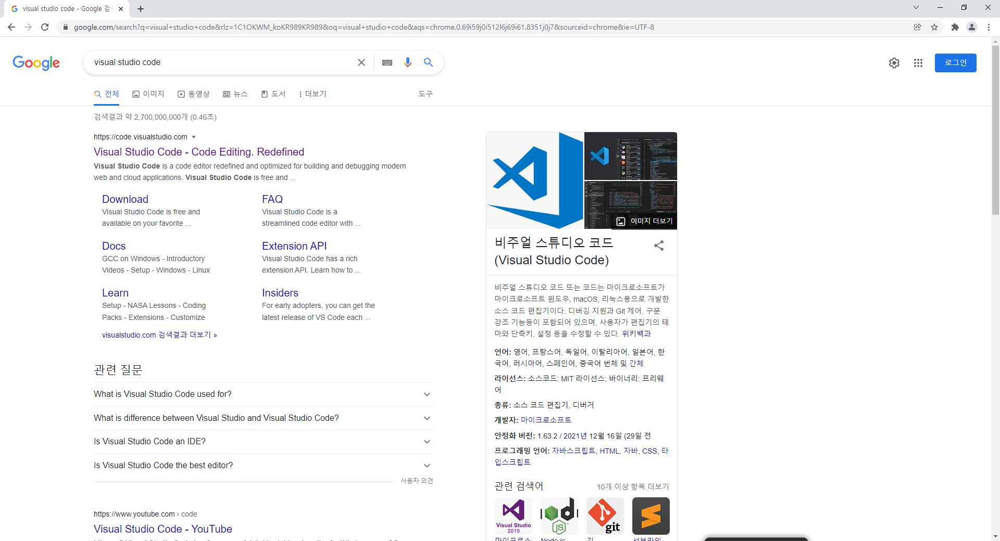 visual studio code - Google 검
google.com/search?q=visual+studio+code&rlz=1C1OKWM_koKR989KR989&oq=visual+studio+code&aqs=chrome.0.69i59j0i512l6j69i61.8351j0j7&sourceid=chrome&ie=UTF-8
Google
visual studio code
로그인
전체 이미지 동영상 뉴스 도서 더보기 도구
검색결과 약 2,700,000,000개 (0.46초)
https://code.visualstudio.com
Visual Studio Code - Code Editing. Redefined
Visual Studio Code is a code editor redefined and optimized for building and debugging modern
web and cloud applications. Visual Studio Code is free and ...
Download
Visual Studio Code is free and
available on your favorite ...
FAQ
Visual Studio Code is a
streamlined code editor with ...
Docs
GCC on Windows - Introductory
Videos - Setup - Windows - Linux
Extension API
Visual Studio Code has a rich
extension API. Learn how to ...
Learn
Setup - NASA Lessons - Coding
Packs - Extensions - Customize
Insiders
For early adopters, you can get the
latest release of VS Code each ...
visualstudio.com 검색결과 더보기 »
관련 질문
What is Visual Studio Code used for?
What is difference between Visual Studio and Visual Studio Code?
Is Visual Studio Code an IDE?
Is Visual Studio Code the best editor?
사용자 의견
https://www.youtube.com › code
Visual Studio Code - YouTube
이미지 더보기
비주얼 스튜디오 코드
(Visual Studio Code)
비주얼 스튜디오 코드 또는 코드는 마이크로소프트가
마이크로소프트 윈도우, macOS, 리눅스용으로 개발한
소스 코드 편집기이다. 디버깅 지원과 Git 제어, 구문
강조 기능등이 포함되어 있으며, 사용자가 편집기의 테
마와 단축키, 설정 등을 수정할 수 있다. 위키백과
언어: 영어, 프랑스어, 독일어, 이탈리아어, 일본어, 한
국어, 러시아어, 스페인어, 중국어 번체 및 간체
라이선스: 소스코드: MIT 라이선스; 바이너리: 프리웨
어
종류: 소스 코드 편집기, 디버거
개발자: 마이크로소프트
안정화 버전: 1.63.2 / 2021년 12월 16일 (29일 전
프로그래밍 언어: 자바스크립트, HTML, 자바, CSS, 타
입스크립트
관련 검색어
10개 이상 항목 더보기
Visual Studio
2019
JS
git
마이크로스
Node.js
깃
서브라임